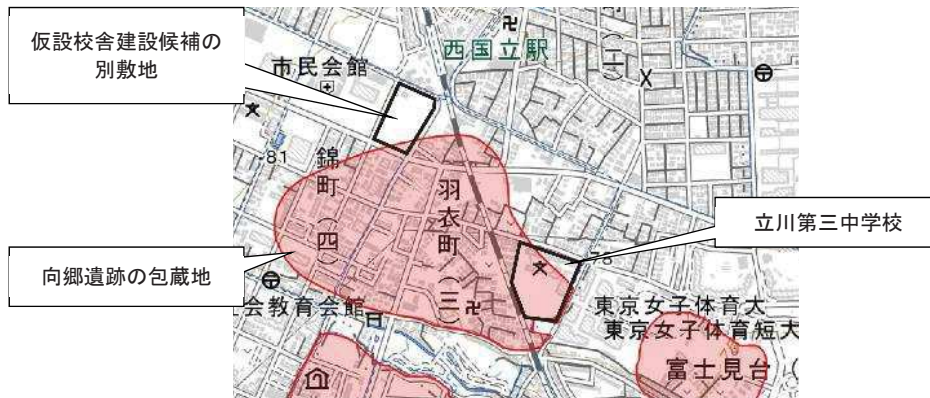 仮設校舎建設候補の
別敷地
市民会館
西国立駅
(二)
-81
錦町(四)
羽衣町(三)
立川第三中学校
向郷遺跡の包蔵地
78
会教育会館
東京女子体育大
東京女子体育短大
富士見台